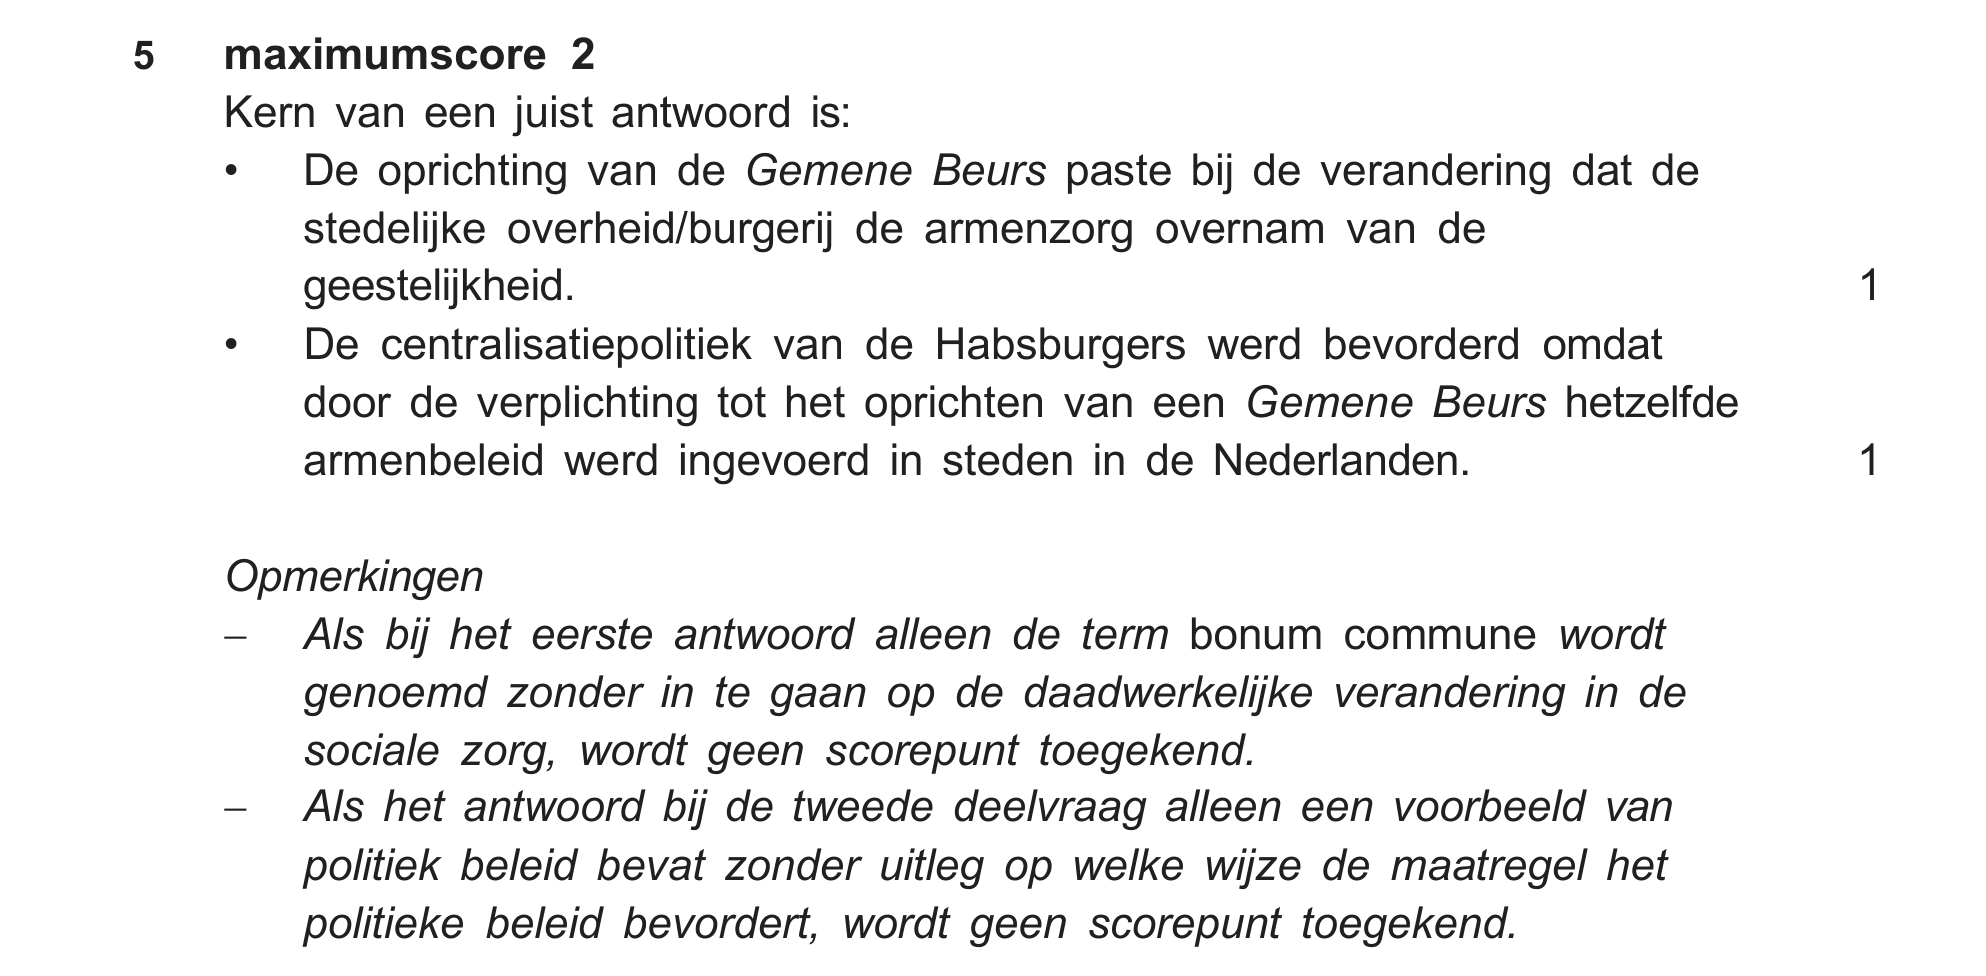 5 maximumscore 2
Kern van een juist antwoord is:
• De oprichting van de Gemene Beurs paste bij de verandering dat de
stedelijke overheid/burgerij de armenzorg overnam van de
geestelijkheid. 1
• De centralisatiepolitiek van de Habsburgers werd bevorderd omdat
door de verplichting tot het oprichten van een Gemene Beurs hetzelfde
armenbeleid werd ingevoerd in steden in de Nederlanden. 1
Opmerkingen
− Als bij het eerste antwoord alleen de term bonum commune wordt
genoemd zonder in te gaan op de daadwerkelijke verandering in de
sociale zorg, wordt geen scorepunt toegekend.
− Als het antwoord bij de tweede deelvraag alleen een voorbeeld van
politiek beleid bevat zonder uitleg op welke wijze de maatregel het
politieke beleid bevordert, wordt geen scorepunt toegekend.